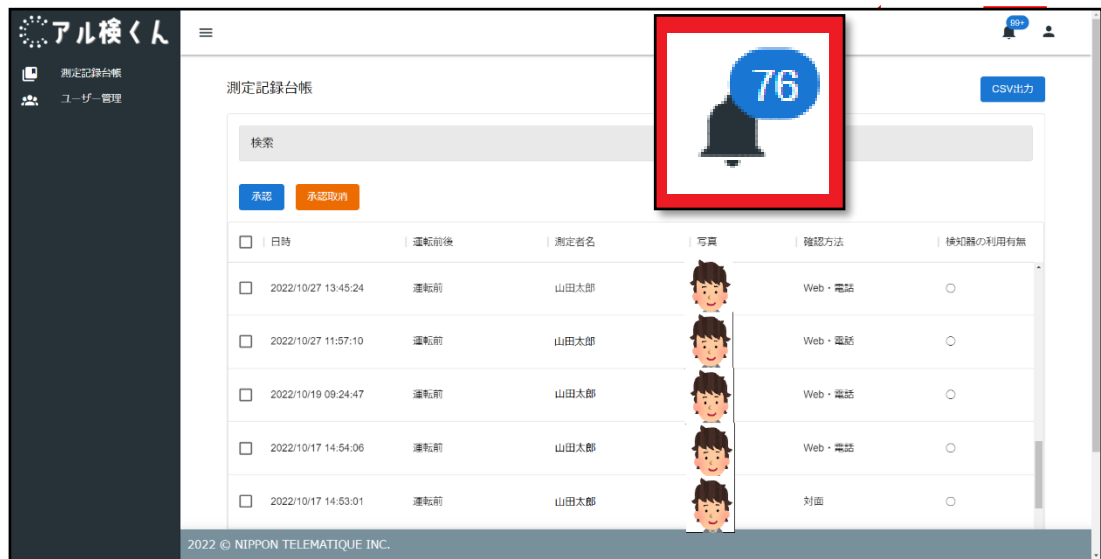 アル検くん
99+
測定記録台帳
ユーザー管理
測定記録台帳
CSV出力
76
検索
承認 承認取消
日時 運転前後 測定者名 写真 確認方法 検知器の利用有無
2022/10/27 13:45:24 運転前 山田太郎 Web・電話 〇
2022/10/27 11:57:10 運転前 山田太郎 Web・電話 〇
2022/10/19 09:24:47 運転前 山田太郎 Web・電話 〇
2022/10/17 14:54:06 運転前 山田太郎 Web・電話 〇
2022/10/17 14:53:01 運転前 山田太郎 対面 〇
2022 © NIPPON TELEMATIQUE INC.